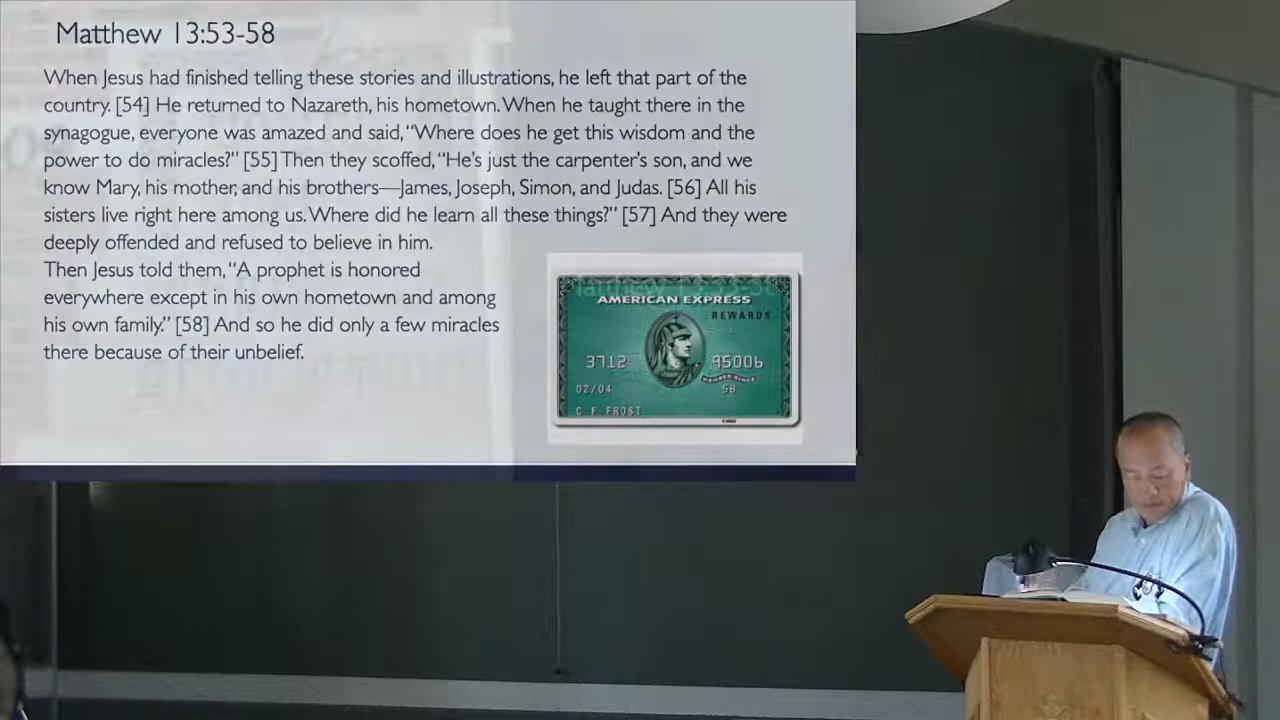 Matthew 13:53-58
When Jesus had finished telling these stories and illustrations, he left that part of the
country. [54] He returned to Nazareth, his hometown. When he taught there in the
synagogue, everyone was amazed and said, “Where does he get this wisdom and the
power to do miracles?” [55] Then they scoffed, “He’s just the carpenter’s son, and we
know Mary, his mother, and his brothers—James, Joseph, Simon, and Judas. [56] All his
sisters live right here among us. Where did he learn all these things?” [57] And they were
deeply offended and refused to believe in him.
Then Jesus told them, “A prophet is honored
everywhere except in his own hometown and among
his own family.” [58] And so he did only a few miracles
there because of their unbelief.
Matthew 13:53-58
AMERICAN EXPRESS
REWARDS
3712 95006
MEMBER SINCE
02/04 58
C F FROST